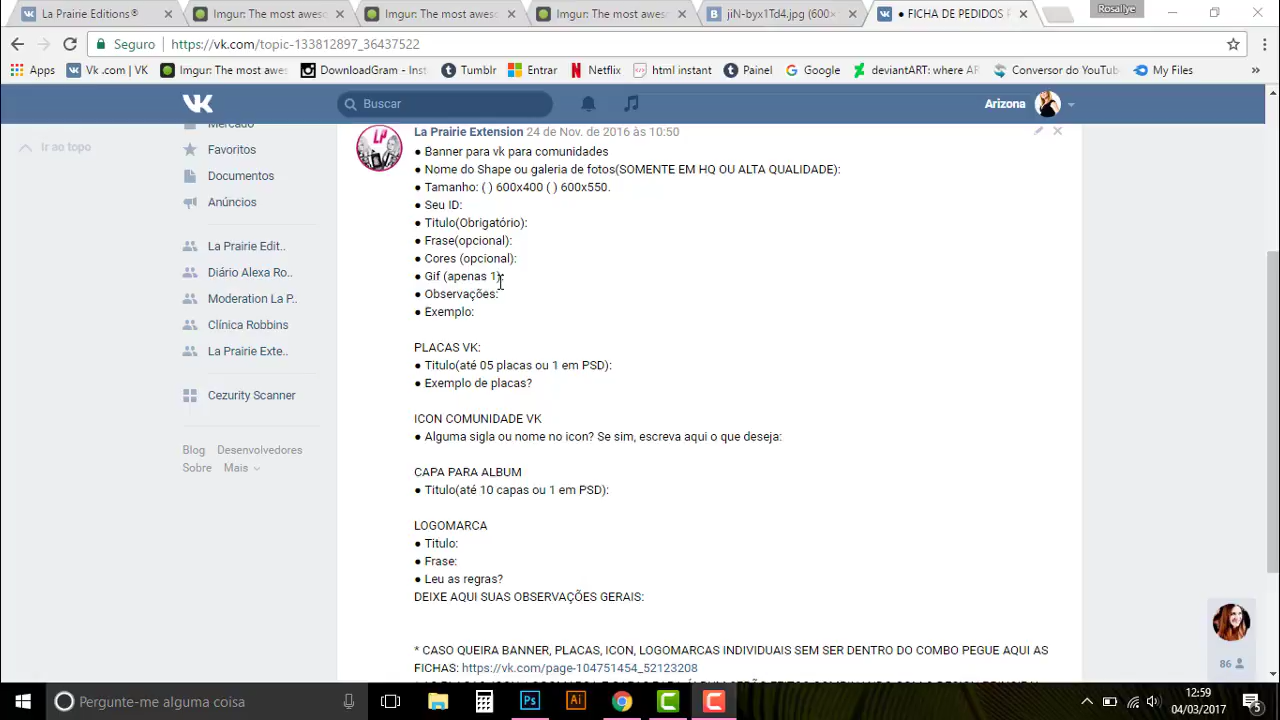 La Prairie Editions®
Imgur: The most aweso
Imgur: The most aweso
Imgur: The most aweso
jiN-byx1Td4.jpg (600×
● FICHA DE PEDIDOS
Rosallye
Seguro
https://vk.com/topic-133812897_36437522
Apps
Vk .com | VK
Imgur: The most awes
DownloadGram - Inst
Tumblr
Entrar
Netflix
html instant
Painel
Google
deviantART: where AR
Conversor do YouTub
My Files
Buscar
Arizona
Ir ao topo
Mercado
Favoritos
Documentos
Anúncios
La Prairie Edit..
Diário Alexa Ro..
Moderation La P..
Clínica Robbins
La Prairie Exte..
Cezurity Scanner
Blog Desenvolvedores
Sobre Mais
LP
La Prairie Extension 24 de Nov. de 2016 às 10:50
● Banner para vk para comunidades
● Nome do Shape ou galeria de fotos(SOMENTE EM HQ OU ALTA QUALIDADE):
● Tamanho: ( ) 600x400 ( ) 600x550.
● Seu ID:
● Titulo(Obrigatório):
● Frase(opcional):
● Cores (opcional):
● Gif (apenas 1):
● Observações:
● Exemplo:
PLACAS VK:
● Titulo(até 05 placas ou 1 em PSD):
● Exemplo de placas?
ICON COMUNIDADE VK
● Alguma sigla ou nome no icon? Se sim, escreva aqui o que deseja:
CAPA PARA ALBUM
● Titulo(até 10 capas ou 1 em PSD):
LOGOMARCA
● Titulo:
● Frase:
● Leu as regras?
DEIXE AQUI SUAS OBSERVAÇÕES GERAIS:
* CASO QUEIRA BANNER, PLACAS, ICON, LOGOMARCAS INDIVIDUAIS SEM SER DENTRO DO COMBO PEGUE AQUI AS
FICHAS: https://vk.com/page-104751454_52123208
86
Pergunte-me alguma coisa
Ps
Ai
12:59
04/03/2017
5